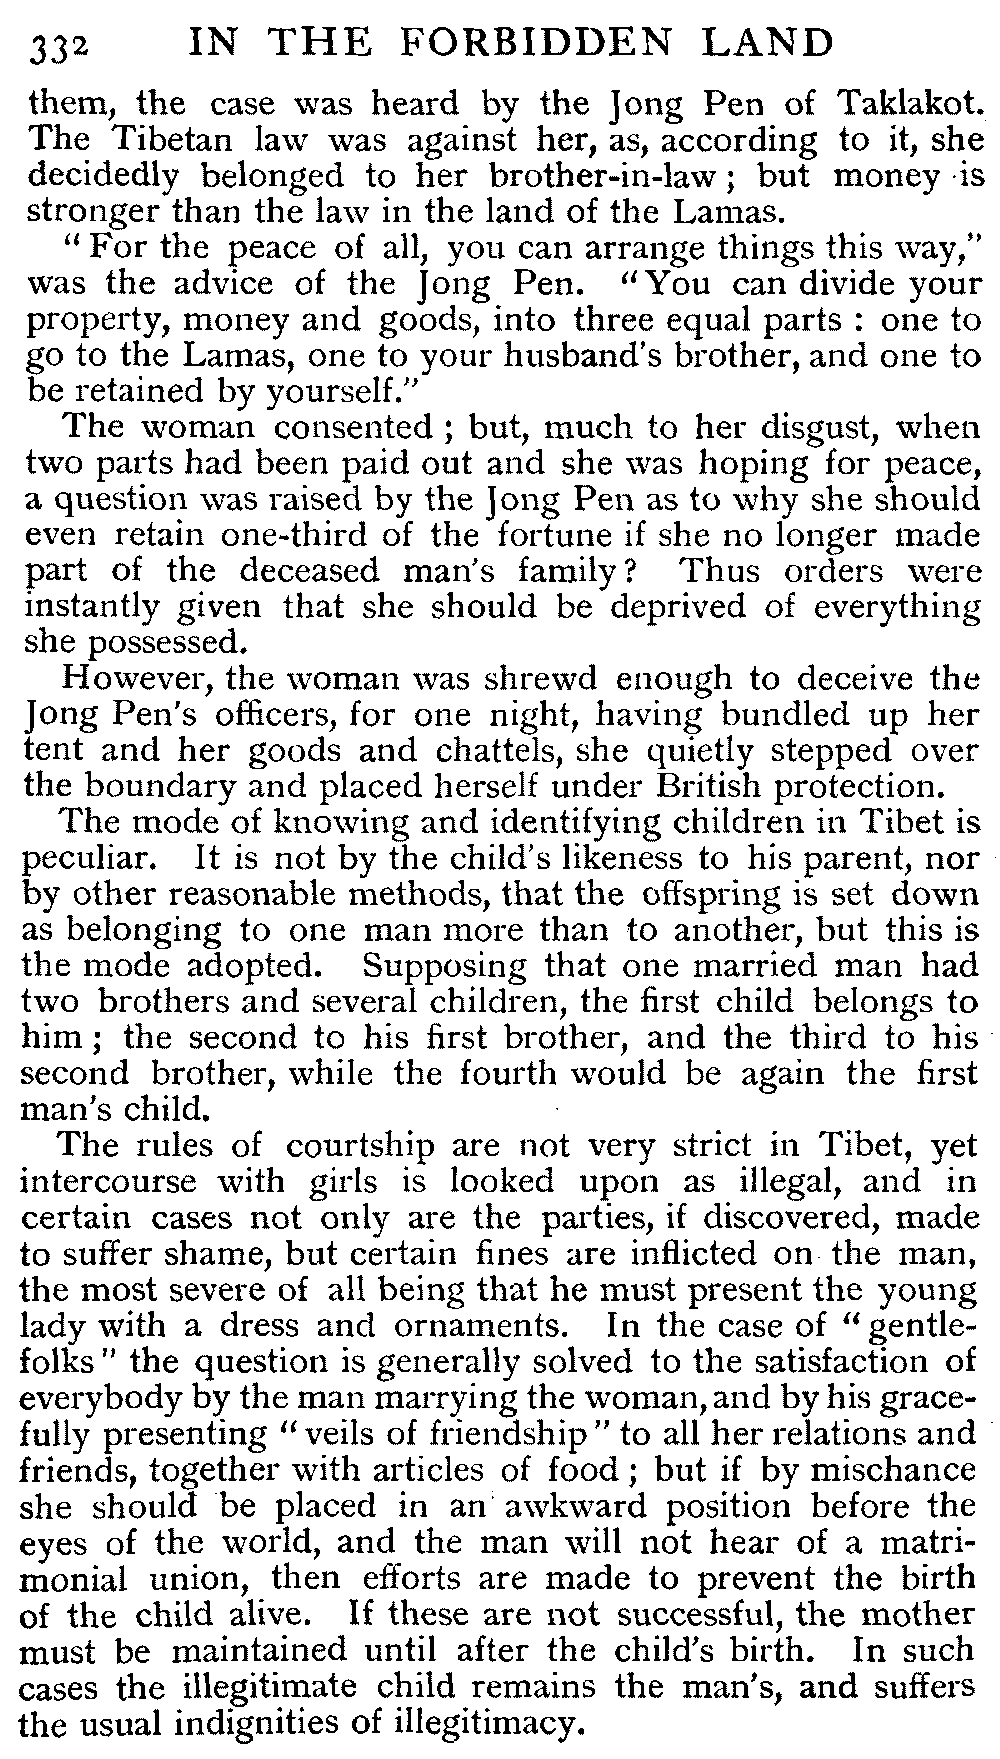 332 IN THE FORBIDDEN LAND
them, the case was heard by the Jong Pen of Taklakot.
The Tibetan law was against her, as, according to it, she
decidedly belonged to her brother-in-law ; but money is
stronger than the law in the land of the Lamas.
“ For the peace of all, you can arrange things this way,”
was the advice of the Jong Pen. “ You can divide your
property, money and goods, into three equal parts : one to
go to the Lamas, one to your husband's brother, and one to
be retained by yourself.”
The woman consented ; but, much to her disgust, when
two parts had been paid out and she was hoping for peace,
a question was raised by the Jong Pen as to why she should
even retain one-third of the fortune if she no longer made
part of the deceased man's family ? Thus orders were
instantly given that she should be deprived of everything
she possessed.
However, the woman was shrewd enough to deceive the
Jong Pen's officers, for one night, having bundled up her
tent and her goods and chattels, she quietly stepped over
the boundary and placed herself under British protection.
The mode of knowing and identifying children in Tibet is
peculiar. It is not by the child's likeness to his parent, nor
by other reasonable methods, that the offspring is set down
as belonging to one man more than to another, but this is
the mode adopted. Supposing that one married man had
two brothers and several children, the first child belongs to
him ; the second to his first brother, and the third to his
second brother, while the fourth would be again the first
man's child.
The rules of courtship are not very strict in Tibet, yet
intercourse with girls is looked upon as illegal, and in
certain cases not only are the parties, if discovered, made
to suffer shame, but certain fines are inflicted on the man,
the most severe of all being that he must present the young
lady with a dress and ornaments. In the case of “ gentle-
folks ” the question is generally solved to the satisfaction of
everybody by the man marrying the woman, and by his grace-
fully presenting “ veils of friendship ” to all her relations and
friends, together with articles of food ; but if by mischance
she should be placed in an awkward position before the
eyes of the world, and the man will not hear of a matri-
monial union, then efforts are made to prevent the birth
of the child alive. If these are not successful, the mother
must be maintained until after the child's birth. In such
cases the illegitimate child remains the man's, and suffers
the usual indignities of illegitimacy.